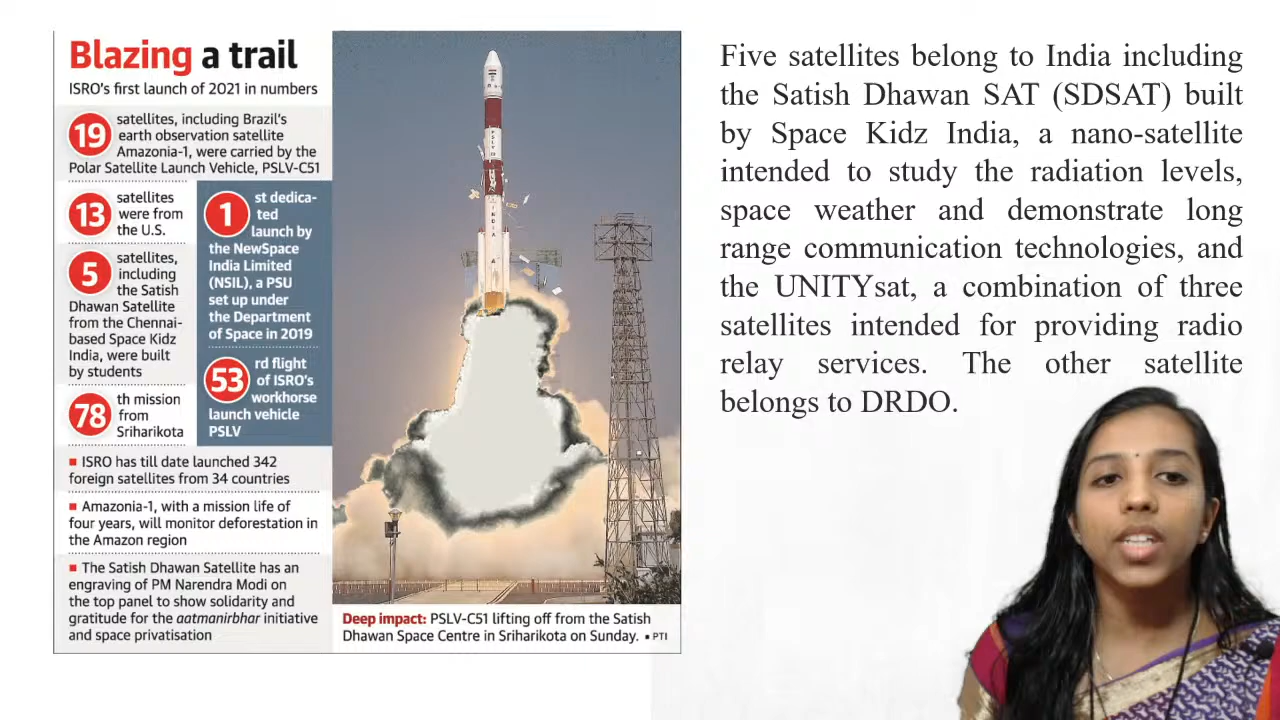 Blazing a trail
ISRO's first launch of 2021 in numbers
19 satellites, including Brazil's
earth observation satellite
Amazonia-1, were carried by the
Polar Satellite Launch Vehicle, PSLV-C51
13 satellites
were from
the U.S.
5 satellites,
including
the Satish
Dhawan Satellite
from the Chennai-
based Space Kidz
India, were built
by students
78 th mission
from
Sriharikota
1 st dedica-
ted
launch by
the NewSpace
India Limited
(NSIL), a PSU
set up under
the Department
of Space in 2019
53 rd flight
of ISRO's
workhorse
launch vehicle
PSLV
■ ISRO has till date launched 342
foreign satellites from 34 countries
■ Amazonia-1, with a mission life of
four years, will monitor deforestation in
the Amazon region
■ The Satish Dhawan Satellite has an
engraving of PM Narendra Modi on
the top panel to show solidarity and
gratitude for the aatmanirbhar initiative
and space privatisation
INDIA
Deep impact: PSLV-C51 lifting off from the Satish
Dhawan Space Centre in Sriharikota on Sunday. • PTI
Five satellites belong to India including
the Satish Dhawan SAT (SDSAT) built
by Space Kidz India, a nano-satellite
intended to study the radiation levels,
space weather and demonstrate long
range communication technologies, and
the UNITYsat, a combination of three
satellites intended for providing radio
relay services. The other satellite
belongs to DRDO.